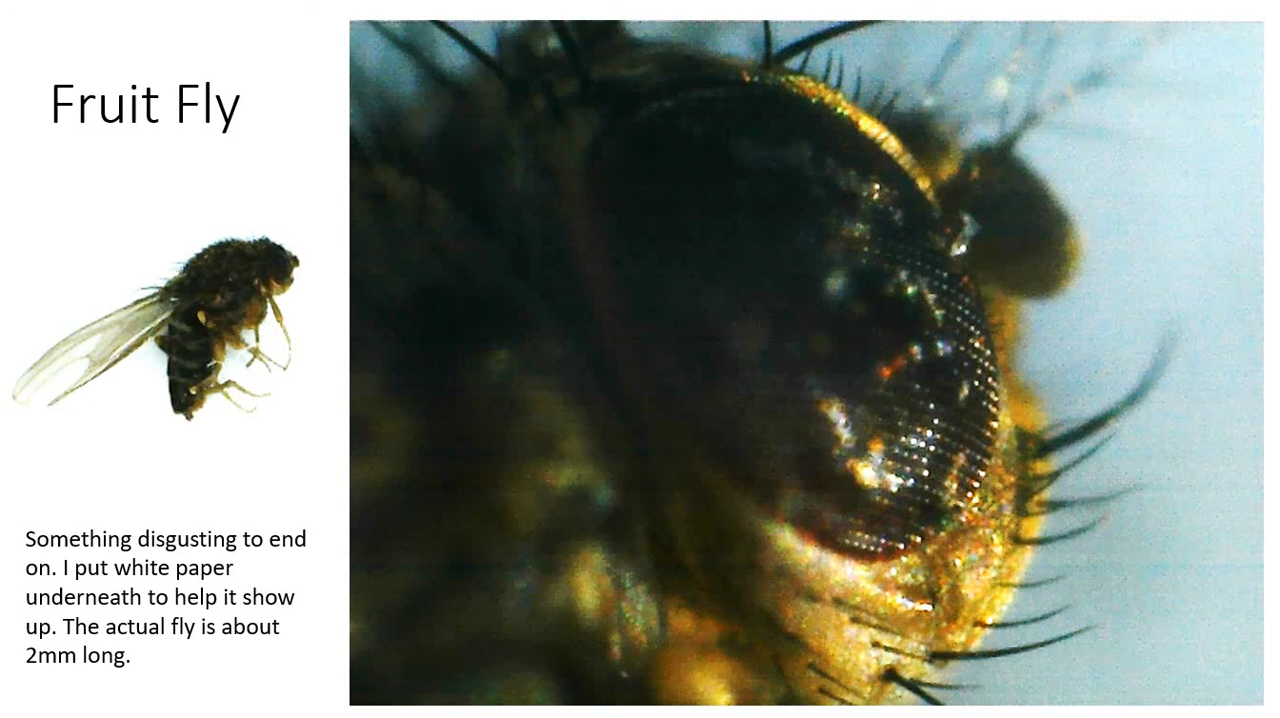 Fruit Fly
Something disgusting to end
on. I put white paper
underneath to help it show
up. The actual fly is about
2mm long.